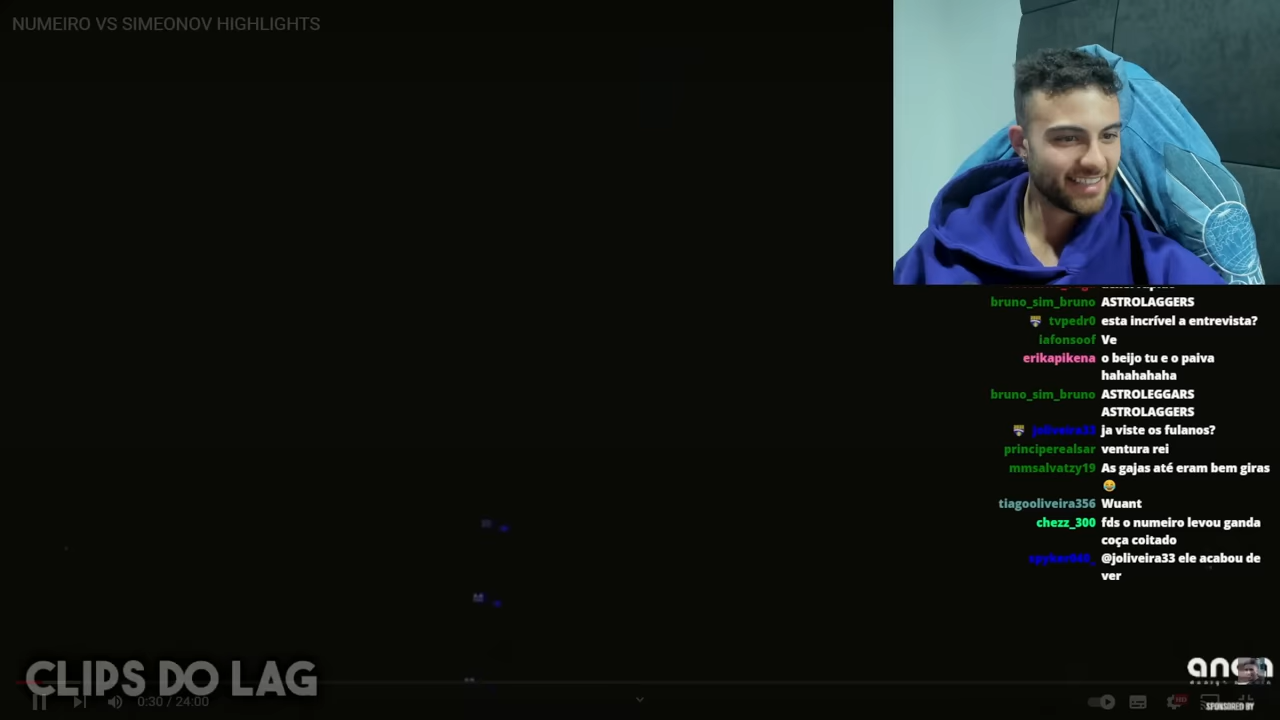 NUMEIRO VS SIMEONOV HIGHLIGHTS
bruno_sim_bruno ASTROLAGGERS
tvpedr0 esta incrível a entrevista?
iafonsoof Ve
erikapikena o beijo tu e o paiva
hahahahaha
bruno_sim_bruno ASTROLEGGARS
ASTROLAGGERS
joliveira33 ja viste os fulanos?
principerealsar ventura rei
mmsalvatzy19 As gajas até eram bem giras
😂
tiagooliveira356 Wuant
chezz_300 fds o numeiro levou ganda
coça coitado
@joliveira33 ele acabou de
ver
CLIPS DO LAG
0:30 / 24:00
SPONSORED BY